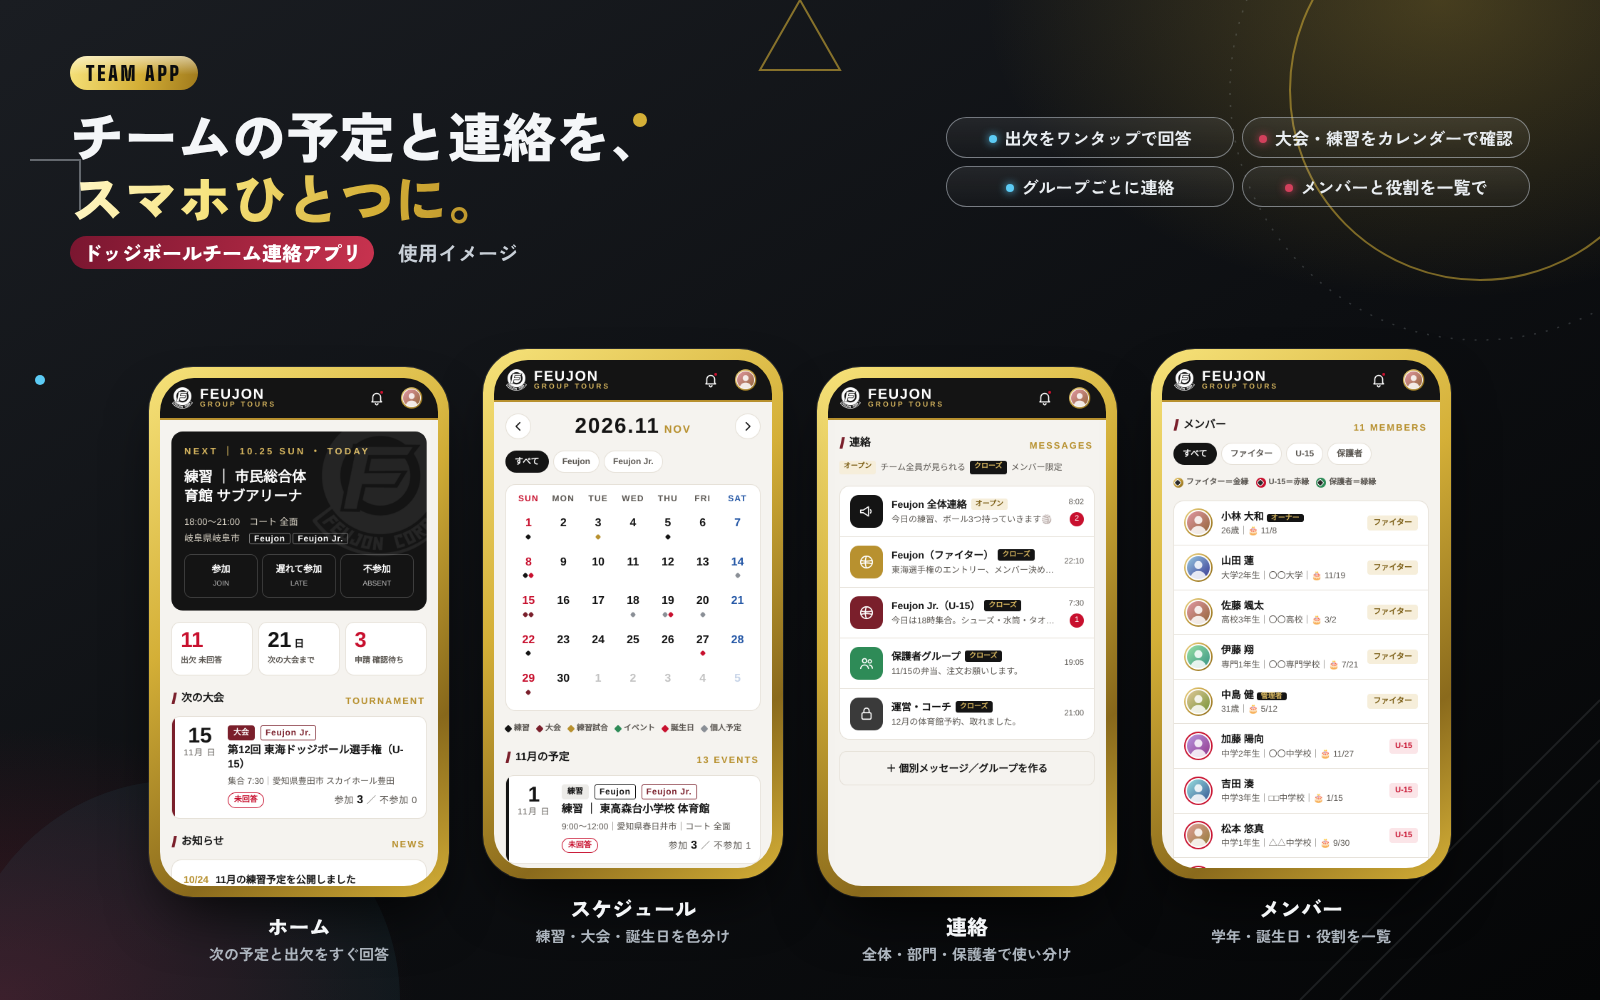 TEAM APP
チームの予定と連絡を、
スマホひとつに。
ドッジボールチーム連絡アプリ 使用イメージ
出欠をワンタップで回答
大会・練習をカレンダーで確認
グループごとに連絡
メンバーと役割を一覧で
FEUJON
GROUP TOURS
NEXT | 10.25 SUN ・ TODAY
練習 | 市民総合体
育館 サブアリーナ
18:00〜21:00 コート 全面
岐阜県岐阜市 Feujon Feujon Jr.
参加 遅れて参加 不参加
JOIN LATE ABSENT
11 21日 3
出欠 未回答 次の大会まで 申請 確認待ち
次の大会 TOURNAMENT
15
11月 日
大会 Feujon Jr.
第12回 東海ドッジボール選手権（U-
15）
集合 7:30 | 愛知県豊田市 スカイホール豊田
未回答 参加 3 ／ 不参加 0
お知らせ NEWS
10/24 11月の練習予定を公開しました
ホーム
次の予定と出欠をすぐ回答
FEUJON
GROUP TOURS
2026.11 NOV
すべて Feujon Feujon Jr.
SUN MON TUE WED THU FRI SAT
1 2 3 4 5 6 7
8 9 10 11 12 13 14
15 16 17 18 19 20 21
22 23 24 25 26 27 28
29 30 1 2 3 4 5
練習 大会 練習試合 イベント 誕生日 個人予定
11月の予定 13 EVENTS
1
11月 日
練習 Feujon Feujon Jr.
練習 | 東高森台小学校 体育館
9:00〜12:00 | 愛知県春日井市 | コート 全面
未回答 参加 3 ／ 不参加 1
スケジュール
練習・大会・誕生日を色分け
FEUJON
GROUP TOURS
連絡 MESSAGES
オープン チーム全員が見られる クローズ メンバー限定
Feujon 全体連絡 オープン 8:02
今日の練習、ボール3つ持っていきます 2
Feujon（ファイター） クローズ 22:10
東海選手権のエントリー、メンバー決め…
Feujon Jr.（U-15） クローズ 7:30
今日は18時集合。シューズ・水筒・タオ… 1
保護者グループ クローズ 19:05
11/15の弁当、注文お願いします。
運営・コーチ クローズ 21:00
12月の体育館予約、取れました。
＋ 個別メッセージ／グループを作る
連絡
全体・部門・保護者で使い分け
FEUJON
GROUP TOURS
メンバー 11 MEMBERS
すべて ファイター U-15 保護者
ファイター＝金縁 U-15＝赤縁 保護者＝緑縁
小林 大和 オーナー ファイター
26歳 | 11/8
山田 蓮 ファイター
大学2年生 | 〇〇大学 | 11/19
佐藤 颯太 ファイター
高校3年生 | 〇〇高校 | 3/2
伊藤 翔 ファイター
専門1年生 | 〇〇専門学校 | 7/21
中島 健 管理者 ファイター
31歳 | 5/12
加藤 陽向 U-15
中学2年生 | 〇〇中学校 | 11/27
吉田 湊 U-15
中学3年生 | □□中学校 | 1/15
松本 悠真 U-15
中学1年生 | △△中学校 | 9/30
メンバー
学年・誕生日・役割を一覧